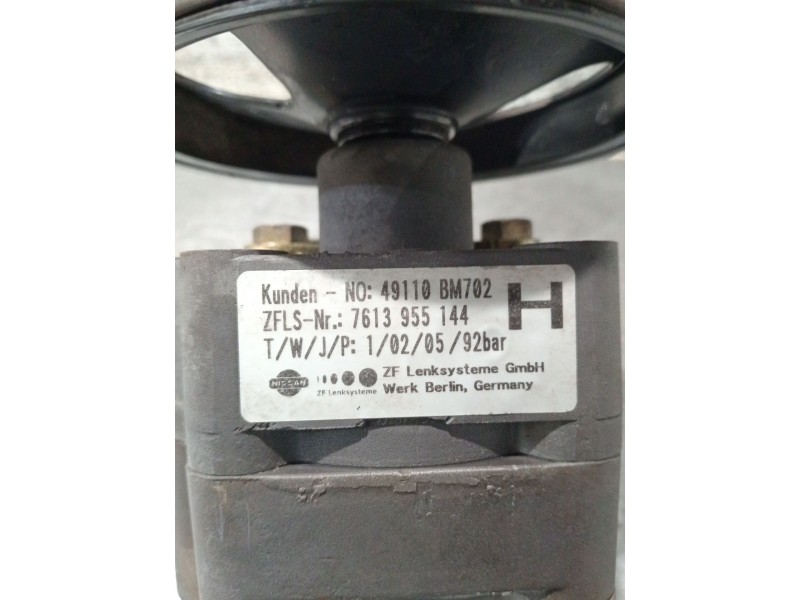 Kunden - NO: 49110 BM702
H
ZFLS-Nr.: 7613 955 144
T/W/J/P: 1/02/05/92bar
NISSAN
ZF Lenksysteme
ZF Lenksysteme GmbH
Werk Berlin, Germany